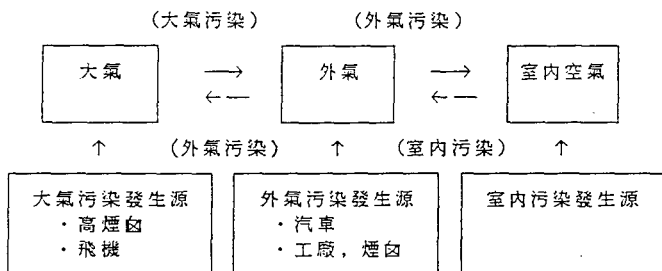 (大氣污染) (外氣污染)
大氣 → 外氣 → 室內空氣
← ←
↑ (外氣污染) ↑ (室內污染) ↑
大氣污染發生源 外氣污染發生源 室內污染發生源
・高煙囪 ・汽車
・飛機 ・工廠，煙囪